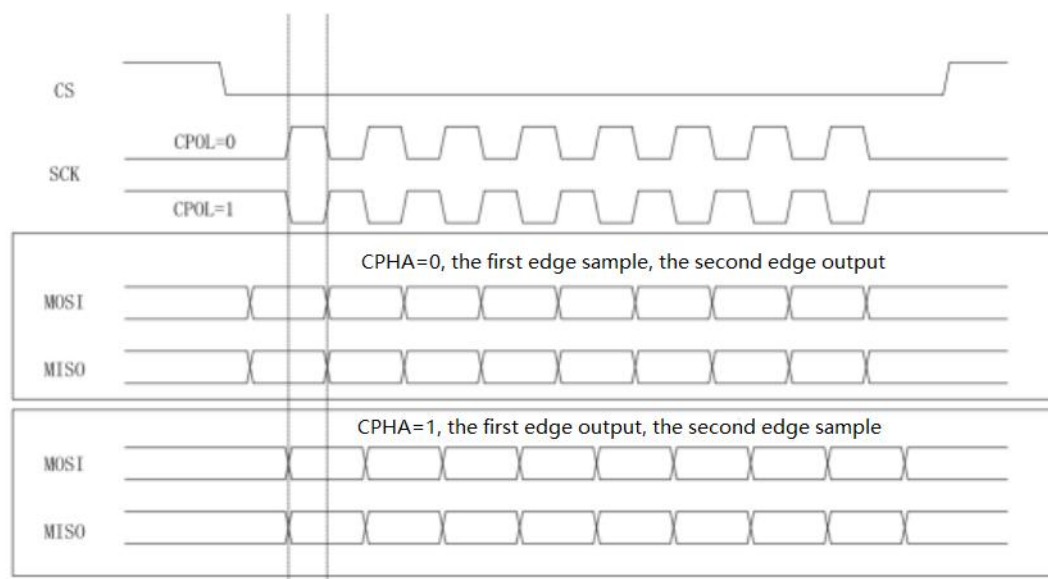 CS
CPOL=0
SCK
CPOL=1
CPHA=0, the first edge sample, the second edge output
MOSI
MISO
CPHA=1, the first edge output, the second edge sample
MOSI
MISO